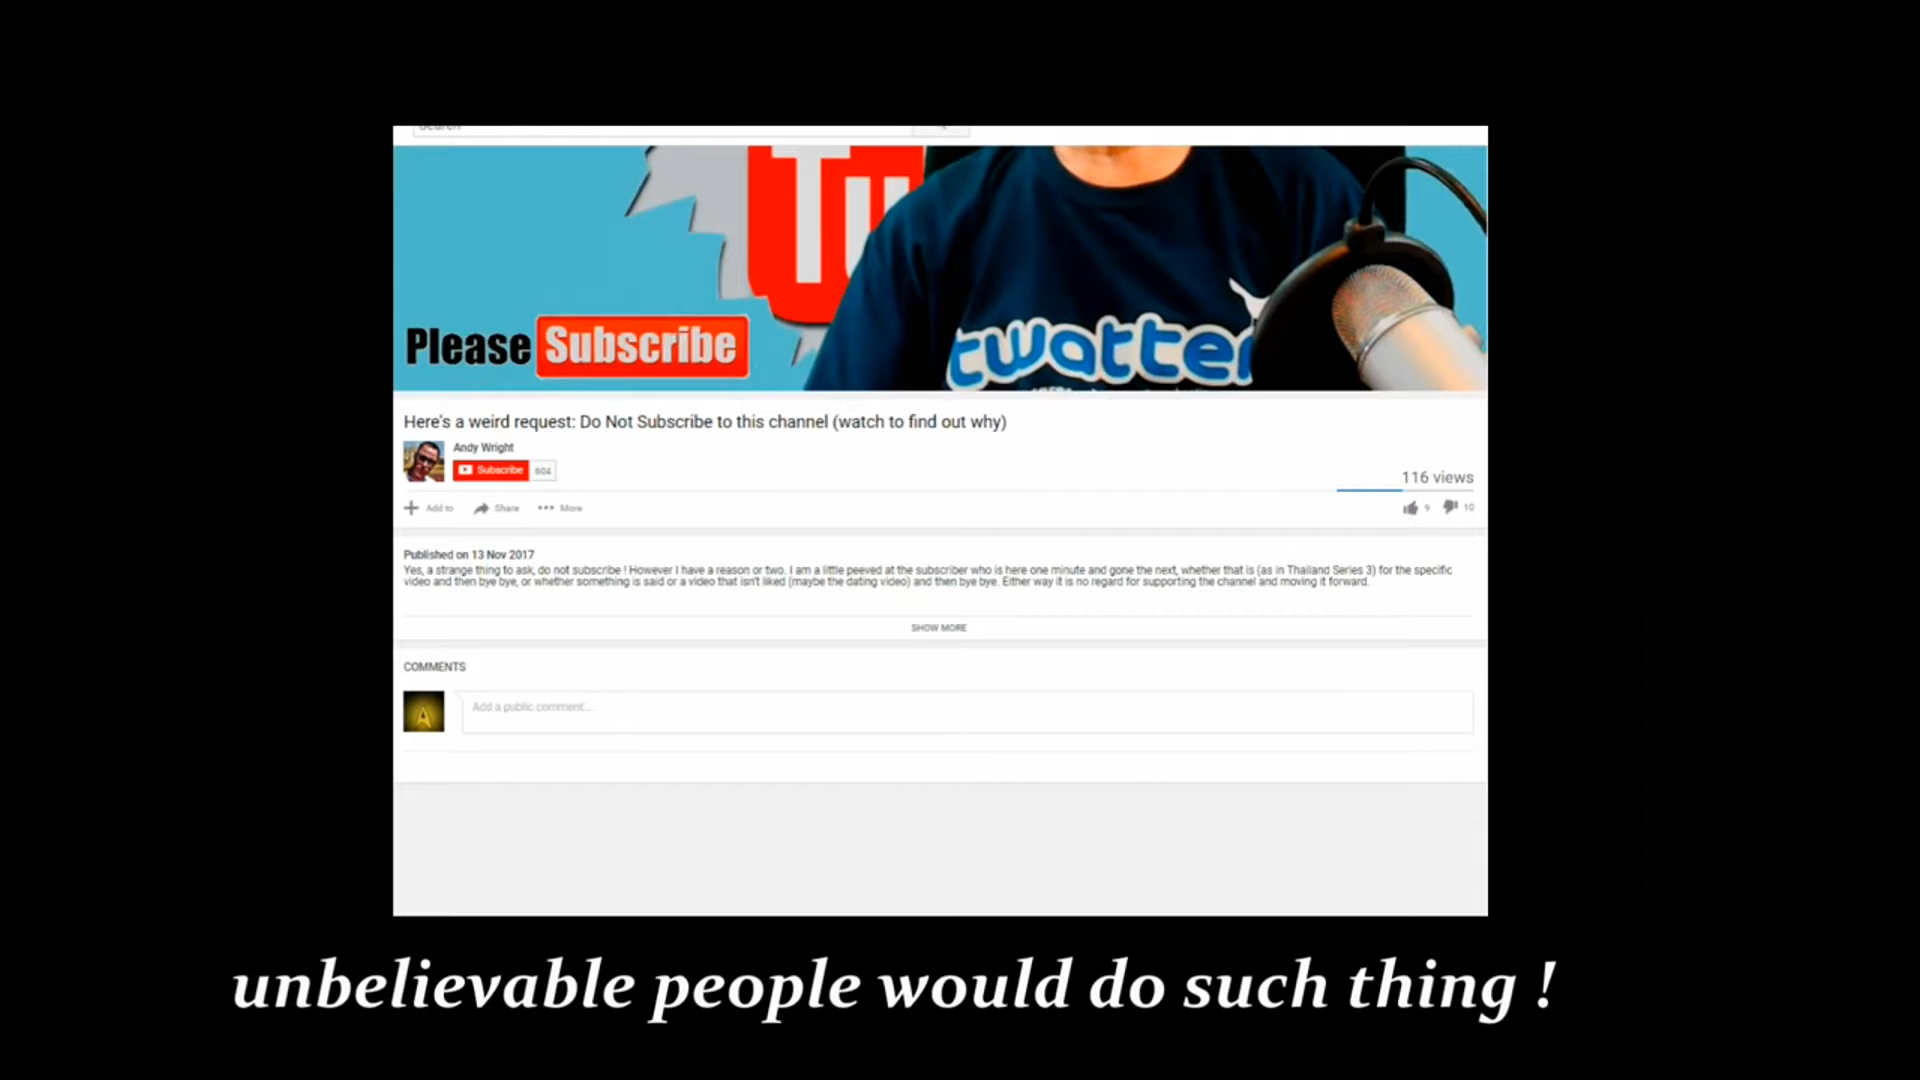 Search
Tu
Please Subscribe
twatter
Here's a weird request: Do Not Subscribe to this channel (watch to find out why)
Andy Wright
Subscribe 604
116 views
Add to Share More
9 10
Published on 13 Nov 2017
Yes, a strange thing to ask, do not subscribe ! However I have a reason or two. I am a little peeved at the subscriber who is here one minute and gone the next, whether that is (as in Thailand Series 3) for the specific
video and then bye bye, or whether something is said or a video that isn't liked (maybe the dating video) and then bye bye. Either way it is no regard for supporting the channel and moving it forward.
SHOW MORE
COMMENTS
Add a public comment...
unbelievable people would do such thing !